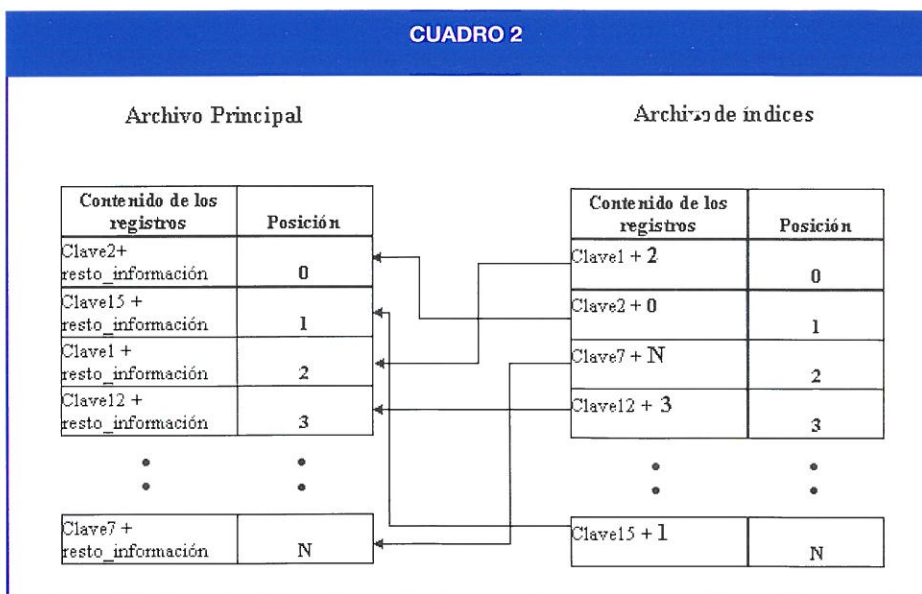 CUADRO 2
Archivo Principal
Archivo de índices
Contenido de los
registros
Posición
Clave2+
resto_información
0
Clave15 +
resto_información
1
Clave1 +
resto_información
2
Clave12 +
resto_información
3
Clave7 +
resto_información
N
Contenido de los
registros
Posición
Clave1 + 2
0
Clave2 + 0
1
Clave7 + N
2
Clave12 + 3
3
Clave15 + 1
N